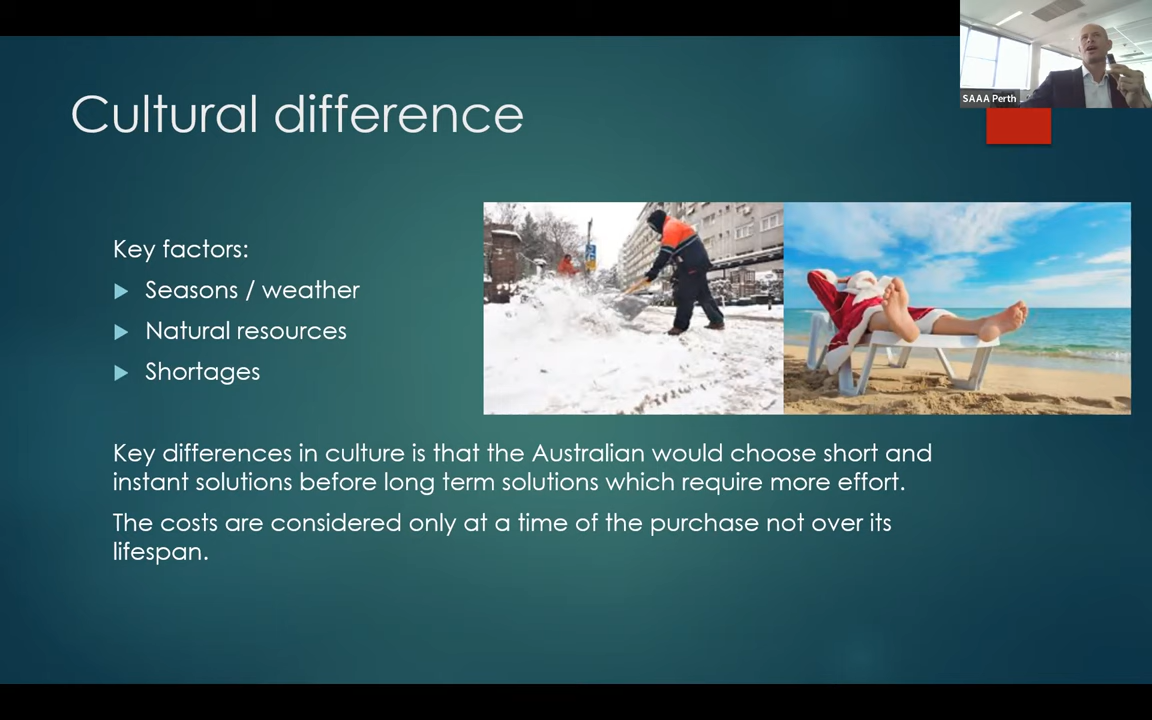 SAAA Perth
Cultural difference
Key factors:
Seasons / weather
Natural resources
Shortages
Key differences in culture is that the Australian would choose short and
instant solutions before long term solutions which require more effort.
The costs are considered only at a time of the purchase not over its
lifespan.